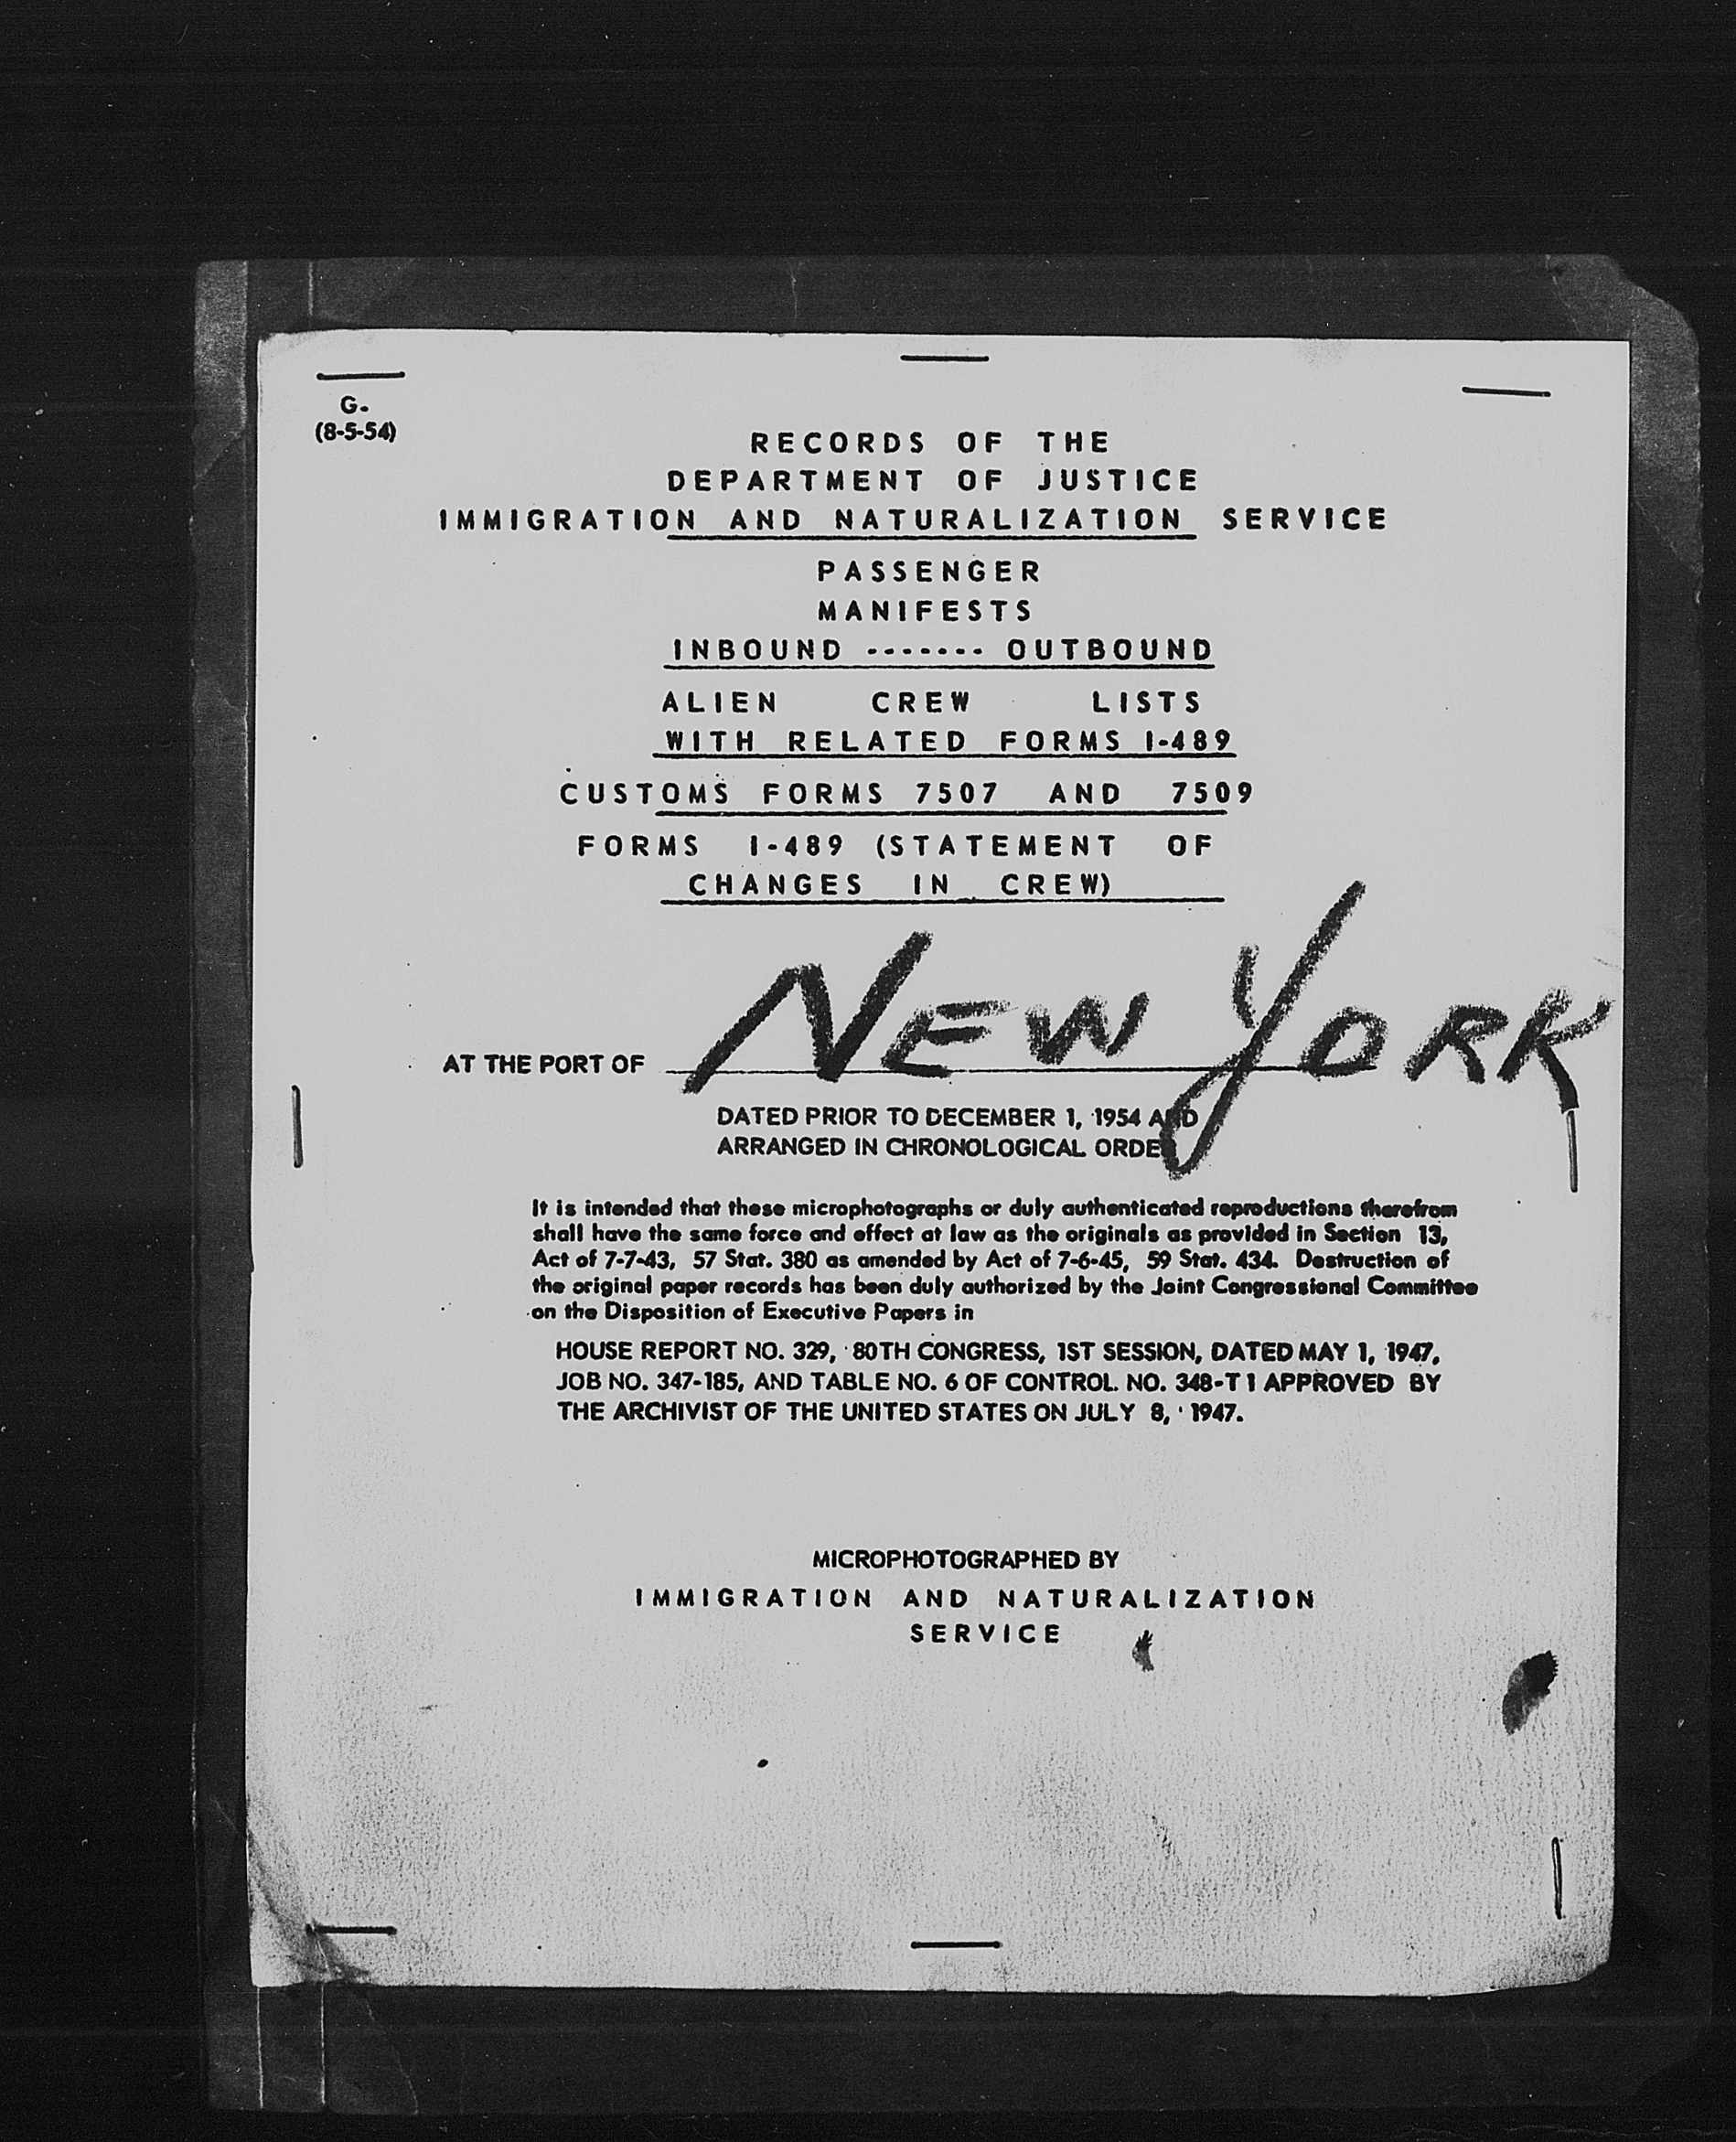 G-
(8-5-54)
RECORDS OF THE
DEPARTMENT OF JUSTICE
IMMIGRATION AND NATURALIZATION SERVICE
PASSENGER
MANIFESTS
INBOUND ------- OUTBOUND
ALIEN CREW LISTS
WITH RELATED FORMS I-489
CUSTOMS FORMS 7507 AND 7509
FORMS I-489 (STATEMENT OF
CHANGES IN CREW)
AT THE PORT OF NEW YORK
DATED PRIOR TO DECEMBER 1, 1954 AND
ARRANGED IN CHRONOLOGICAL ORDER
It is intended that these microphotographs or duly authenticated reproductions therefrom
shall have the same force and effect at law as the originals as provided in Section 13,
Act of 7-7-43, 57 Stat. 380 as amended by Act of 7-6-45, 59 Stat. 434. Destruction of
the original paper records has been duly authorized by the Joint Congressional Committee
on the Disposition of Executive Papers in
HOUSE REPORT NO. 329, 80TH CONGRESS, 1ST SESSION, DATED MAY 1, 1947,
JOB NO. 347-185, AND TABLE NO. 6 OF CONTROL NO. 348-T1 APPROVED BY
THE ARCHIVIST OF THE UNITED STATES ON JULY 8, 1947.
MICROPHOTOGRAPHED BY
IMMIGRATION AND NATURALIZATION
SERVICE